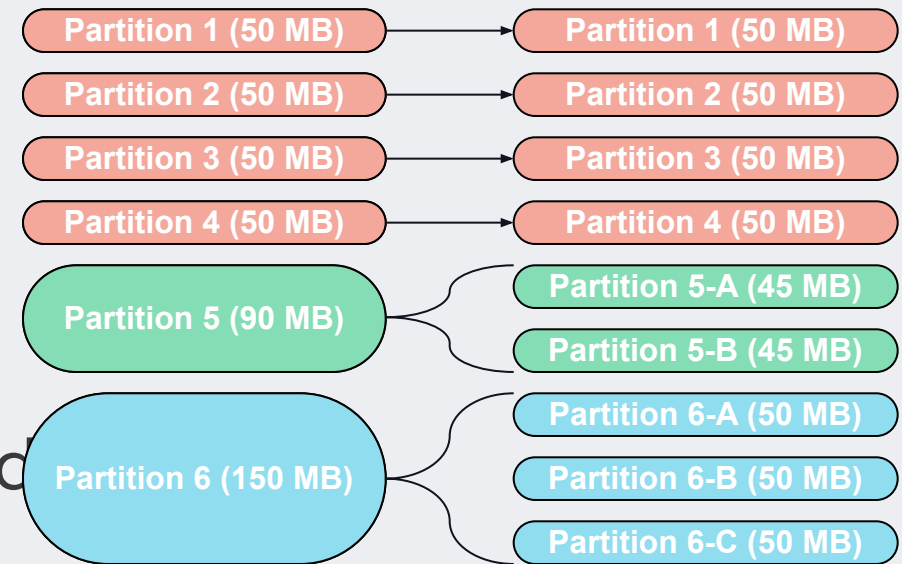 Partition 1 (50 MB) Partition 1 (50 MB)
Partition 2 (50 MB) Partition 2 (50 MB)
Partition 3 (50 MB) Partition 3 (50 MB)
Partition 4 (50 MB) Partition 4 (50 MB)
Partition 5 (90 MB)
Partition 5-A (45 MB)
Partition 5-B (45 MB)
Partition 6 (150 MB)
Partition 6-A (50 MB)
Partition 6-B (50 MB)
Partition 6-C (50 MB)